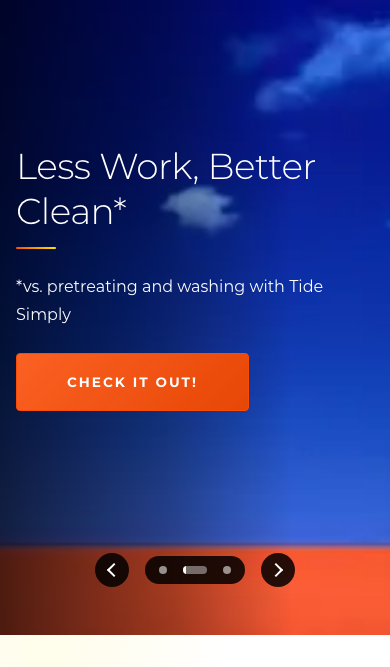 Less Work, Better
Clean*
*vs. pretreating and washing with Tide
Simply
CHECK IT OUT!